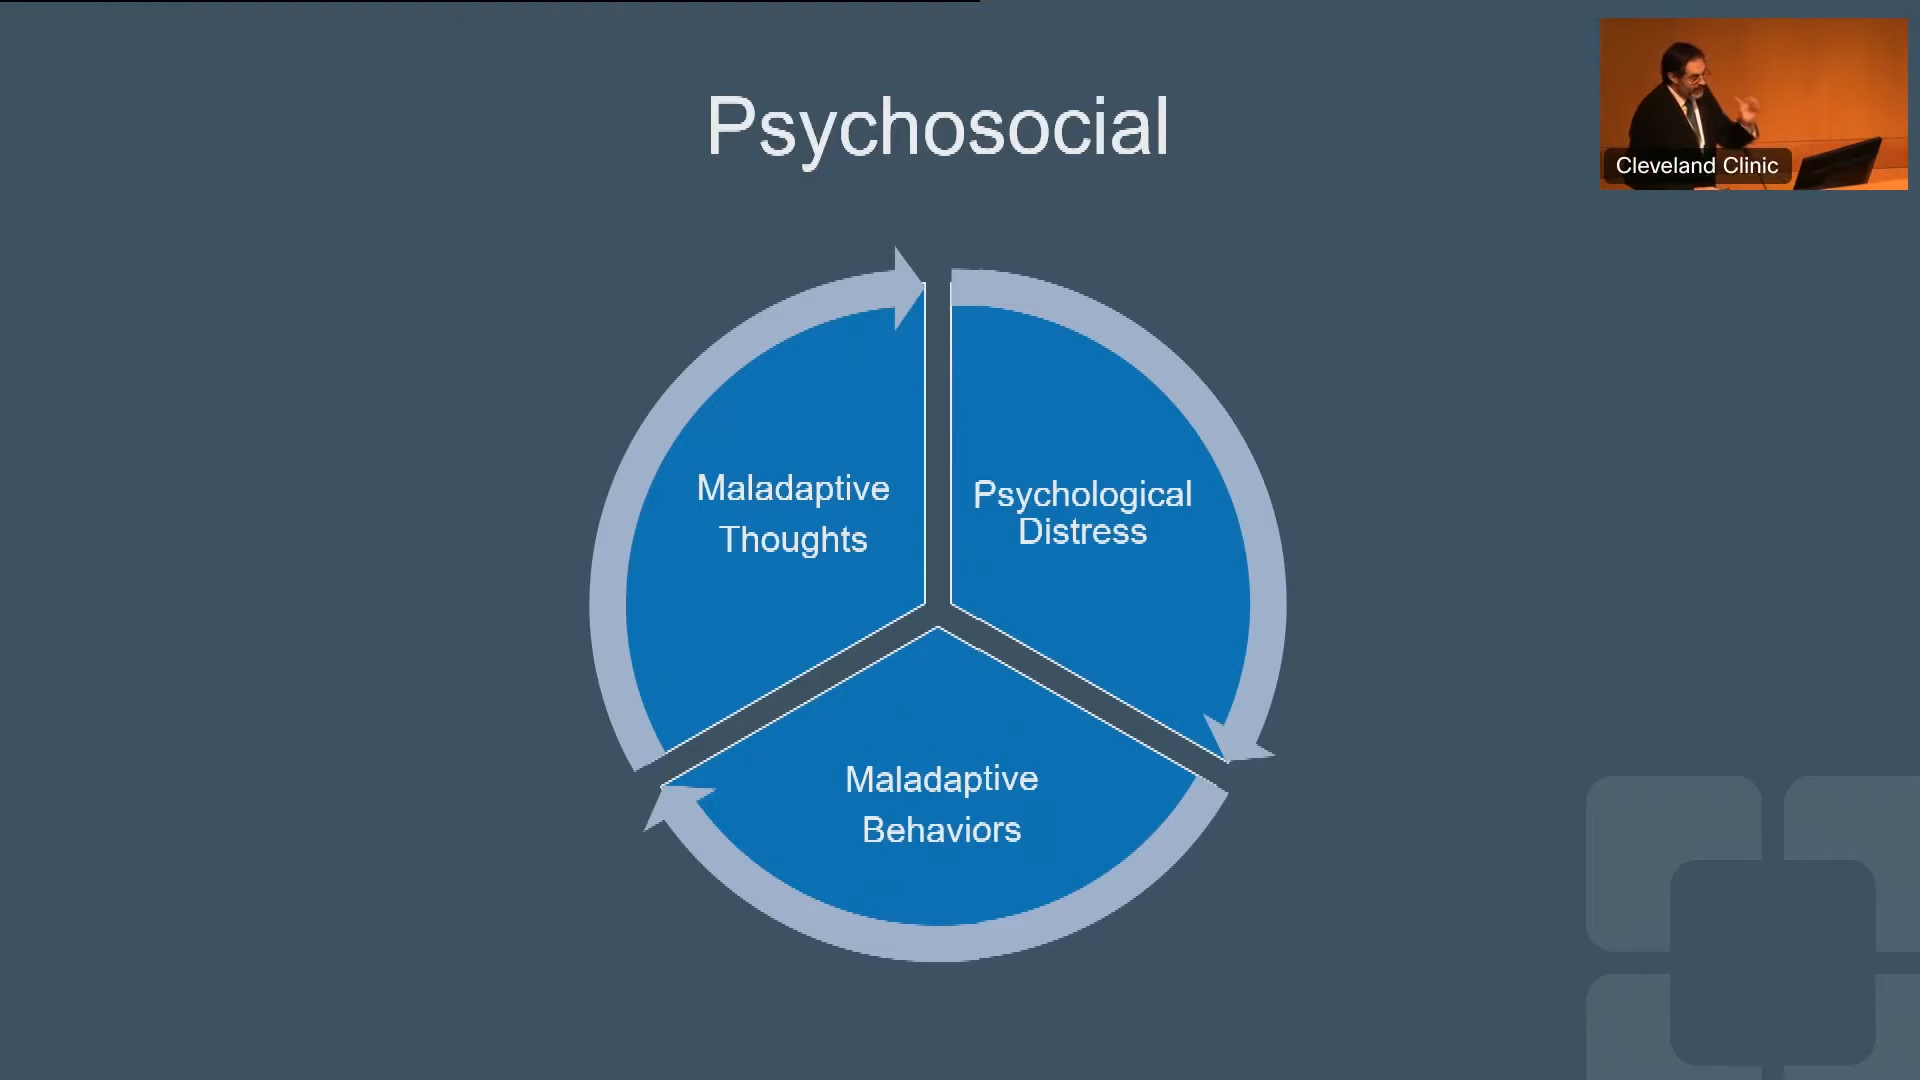 Psychosocial
Cleveland Clinic
Maladaptive
Thoughts
Psychological
Distress
Maladaptive
Behaviors